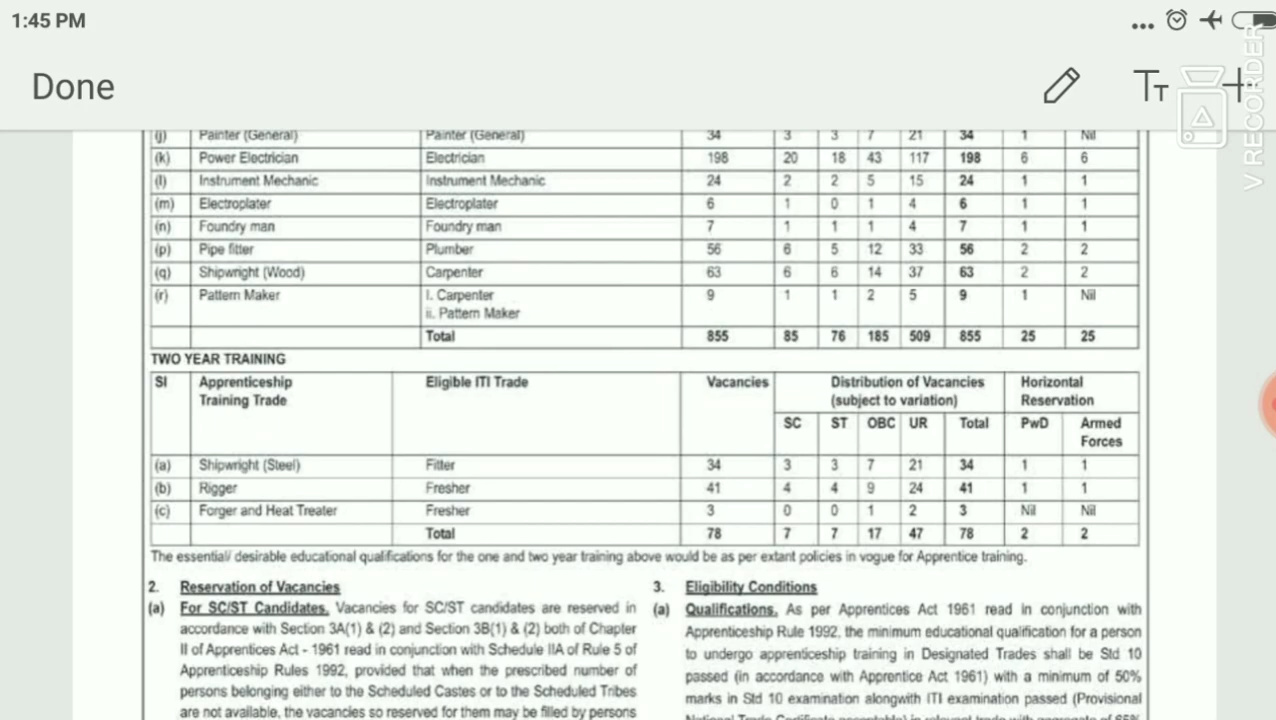 1:45 PM
Done
V RECORDER
(j) Painter (General) Painter (General) 34 3 3 7 21 34 1 Nil
(k) Power Electrician Electrician 198 20 18 43 117 198 6 6
(l) Instrument Mechanic Instrument Mechanic 24 2 2 5 15 24 1 1
(m) Electroplater Electroplater 6 1 0 1 4 6 1 1
(n) Foundry man Foundry man 7 1 1 1 4 7 1 1
(p) Pipe fitter Plumber 56 6 5 12 33 56 2 2
(q) Shipwright (Wood) Carpenter 63 6 6 14 37 63 2 2
(r) Pattern Maker i. Carpenter 9 1 1 2 5 9 1 Nil
ii. Pattern Maker
Total 855 85 76 185 509 855 25 25
TWO YEAR TRAINING
Sl Apprenticeship Eligible ITI Trade Vacancies Distribution of Vacancies Horizontal
Training Trade (subject to variation) Reservation
SC ST OBC UR Total PwD Armed
Forces
(a) Shipwright (Steel) Fitter 34 3 3 7 21 34 1 1
(b) Rigger Fresher 41 4 4 9 24 41 1 1
(c) Forger and Heat Treater Fresher 3 0 0 1 2 3 Nil Nil
Total 78 7 7 17 47 78 2 2
The essential/ desirable educational qualifications for the one and two year training above would be as per extant policies in vogue for Apprentice training.
2. Reservation of Vacancies
(a) For SC/ST Candidates. Vacancies for SC/ST candidates are reserved in
accordance with Section 3A(1) & (2) and Section 3B(1) & (2) both of Chapter
II of Apprentices Act - 1961 read in conjunction with Schedule IIA of Rule 5 of
Apprenticeship Rules 1992, provided that when the prescribed number of
persons belonging either to the Scheduled Castes or to the Scheduled Tribes
are not available, the vacancies so reserved for them may be filled by persons
3. Eligibility Conditions
(a) Qualifications. As per Apprentices Act 1961 read in conjunction with
Apprenticeship Rule 1992, the minimum educational qualification for a person
to undergo apprenticeship training in Designated Trades shall be Std 10
passed (in accordance with Apprentice Act 1961) with a minimum of 50%
marks in Std 10 examination alongwith ITI examination passed (Provisional
National Trade Certificate acceptable) in relevant trade with aggregate of 65%